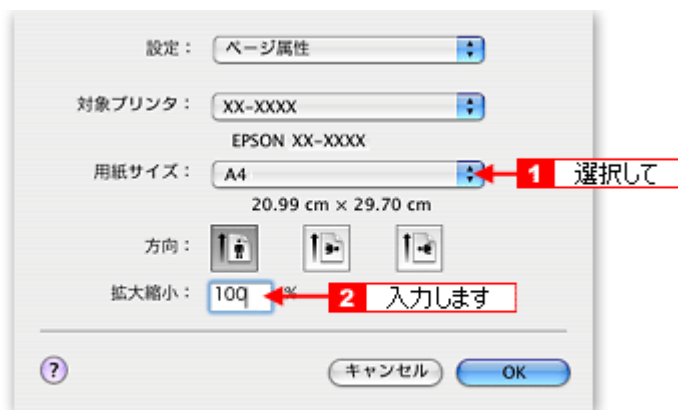 設定： ページ属性
対象プリンタ： XX-XXXX
EPSON XX-XXXX
用紙サイズ： A4 1 選択して
20.99 cm × 29.70 cm
方向：
拡大縮小： 100 % 2 入力します
? キャンセル OK